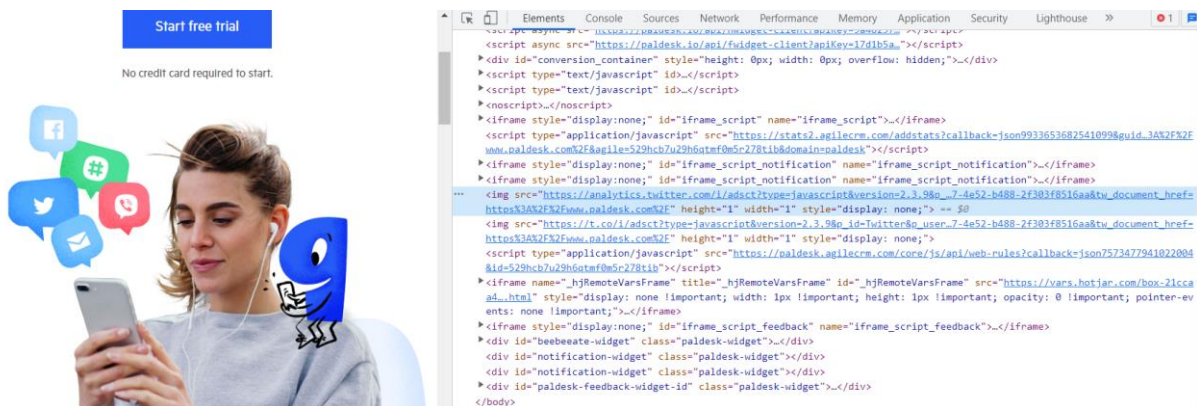 Start free trial
No credit card required to start.
Elements Console Sources Network Performance Memory Application Security Lighthouse » 1
<script async src="https://paldesk.io/api/fwidget-client?apiKey=17d1b5a…"></script>
<div id="conversion_container" style="height: 0px; width: 0px; overflow: hidden;">…</div>
<script type="text/javascript" id>…</script>
<script type="text/javascript" id>…</script>
<noscript>…</noscript>
<iframe style="display:none;" id="iframe_script" name="iframe_script">…</iframe>
<script type="application/javascript" src="https://stats2.agilecrm.com/addstats?callback=json9933653682541099&guid…3A%2F%2F
www.paldesk.com%2F&agile=529hcb7u29h6qtmf0m5r278tib&domain=paldesk"></script>
<iframe style="display:none;" id="iframe_script_notification" name="iframe_script_notification">…</iframe>
<iframe style="display:none;" id="iframe_script_notification" name="iframe_script_notification">…</iframe>
<img src="https://analytics.twitter.com/i/adsct?type=javascript&version=2.3.9&p_…7-4e52-b488-2f303f8516aa&tw_document_href=
https%3A%2F%2Fwww.paldesk.com%2F" height="1" width="1" style="display: none;"> == $0
<img src="https://t.co/i/adsct?type=javascript&version=2.3.9&p_id=Twitter&p_user…7-4e52-b488-2f303f8516aa&tw_document_href=
https%3A%2F%2Fwww.paldesk.com%2F" height="1" width="1" style="display: none;">
<script type="application/javascript" src="https://paldesk.agilecrm.com/core/js/api/web-rules?callback=json7573477941022004
&id=529hcb7u29h6qtmf0m5r278tib"></script>
<iframe name="_hjRemoteVarsFrame" title="_hjRemoteVarsFrame" id="_hjRemoteVarsFrame" src="https://vars.hotjar.com/box-21cca
a4….html" style="display: none !important; width: 1px !important; height: 1px !important; opacity: 0 !important; pointer-ev
ents: none !important;">…</iframe>
<iframe style="display:none;" id="iframe_script_feedback" name="iframe_script_feedback">…</iframe>
<div id="beebeeate-widget" class="paldesk-widget">…</div>
<div id="notification-widget" class="paldesk-widget"></div>
<div id="notification-widget" class="paldesk-widget"></div>
<div id="paldesk-feedback-widget-id" class="paldesk-widget">…</div>
</body>